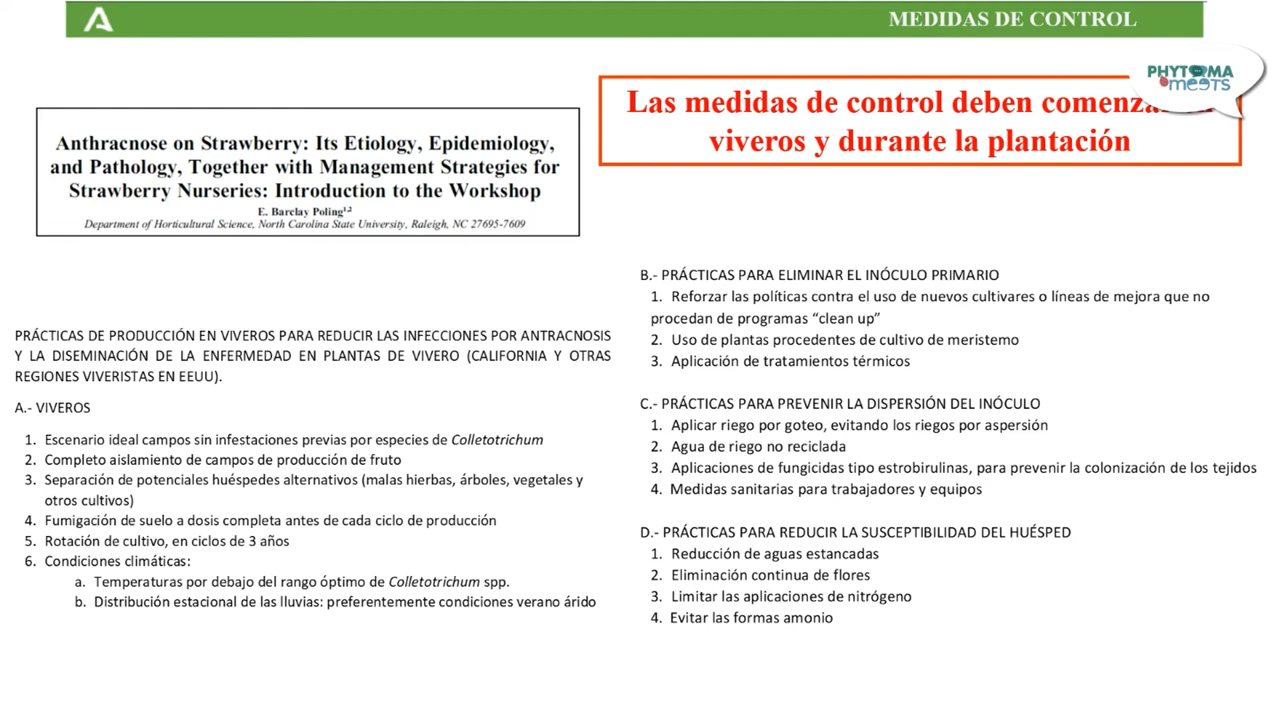 MEDIDAS DE CONTROL
PHYTOMA
meets
Las medidas de control deben
viveros y durante la plantación
Anthracnose on Strawberry: Its Etiology, Epidemiology,
and Pathology, Together with Management Strategies for
Strawberry Nurseries: Introduction to the Workshop
E. Barclay Poling¹,²
Department of Horticultural Science, North Carolina State University, Raleigh, NC 27695-7609
PRÁCTICAS DE PRODUCCIÓN EN VIVEROS PARA REDUCIR LAS INFECCIONES POR ANTRACNOSIS
Y LA DISEMINACIÓN DE LA ENFERMEDAD EN PLANTAS DE VIVERO (CALIFORNIA Y OTRAS
REGIONES VIVERISTAS EN EEUU).
A.- VIVEROS
1. Escenario ideal campos sin infestaciones previas por especies de Colletotrichum
2. Completo aislamiento de campos de producción de fruto
3. Separación de potenciales huéspedes alternativos (malas hierbas, árboles, vegetales y
otros cultivos)
4. Fumigación de suelo a dosis completa antes de cada ciclo de producción
5. Rotación de cultivo, en ciclos de 3 años
6. Condiciones climáticas:
a. Temperaturas por debajo del rango óptimo de Colletotrichum spp.
b. Distribución estacional de las lluvias: preferentemente condiciones verano árido
B.- PRÁCTICAS PARA ELIMINAR EL INÓCULO PRIMARIO
1. Reforzar las políticas contra el uso de nuevos cultivares o líneas de mejora que no
procedan de programas “clean up”
2. Uso de plantas procedentes de cultivo de meristemo
3. Aplicación de tratamientos térmicos
C.- PRÁCTICAS PARA PREVENIR LA DISPERSIÓN DEL INÓCULO
1. Aplicar riego por goteo, evitando los riegos por aspersión
2. Agua de riego no reciclada
3. Aplicaciones de fungicidas tipo estrobirulinas, para prevenir la colonización de los tejidos
4. Medidas sanitarias para trabajadores y equipos
D.- PRÁCTICAS PARA REDUCIR LA SUSCEPTIBILIDAD DEL HUÉSPED
1. Reducción de aguas estancadas
2. Eliminación continua de flores
3. Limitar las aplicaciones de nitrógeno
4. Evitar las formas amonio